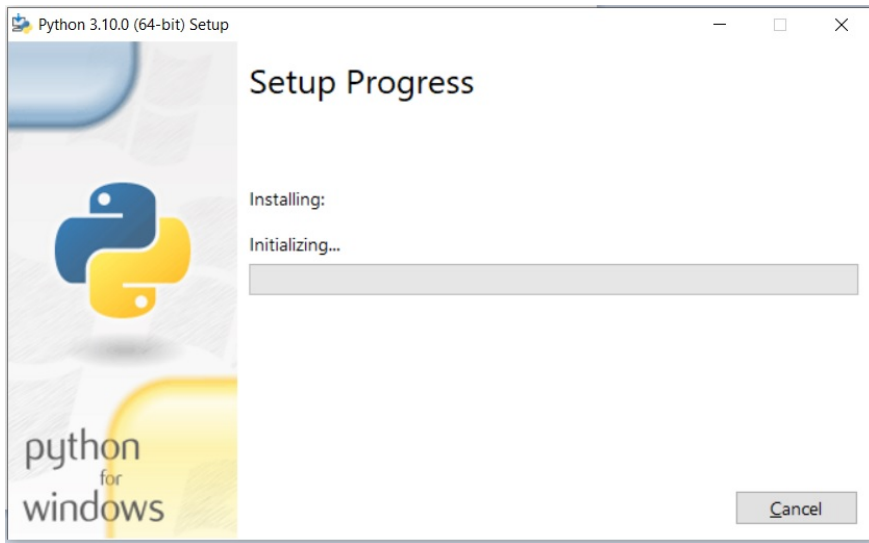 Python 3.10.0 (64-bit) Setup
Setup Progress
Installing:
Initializing...
python
for
windows
Cancel